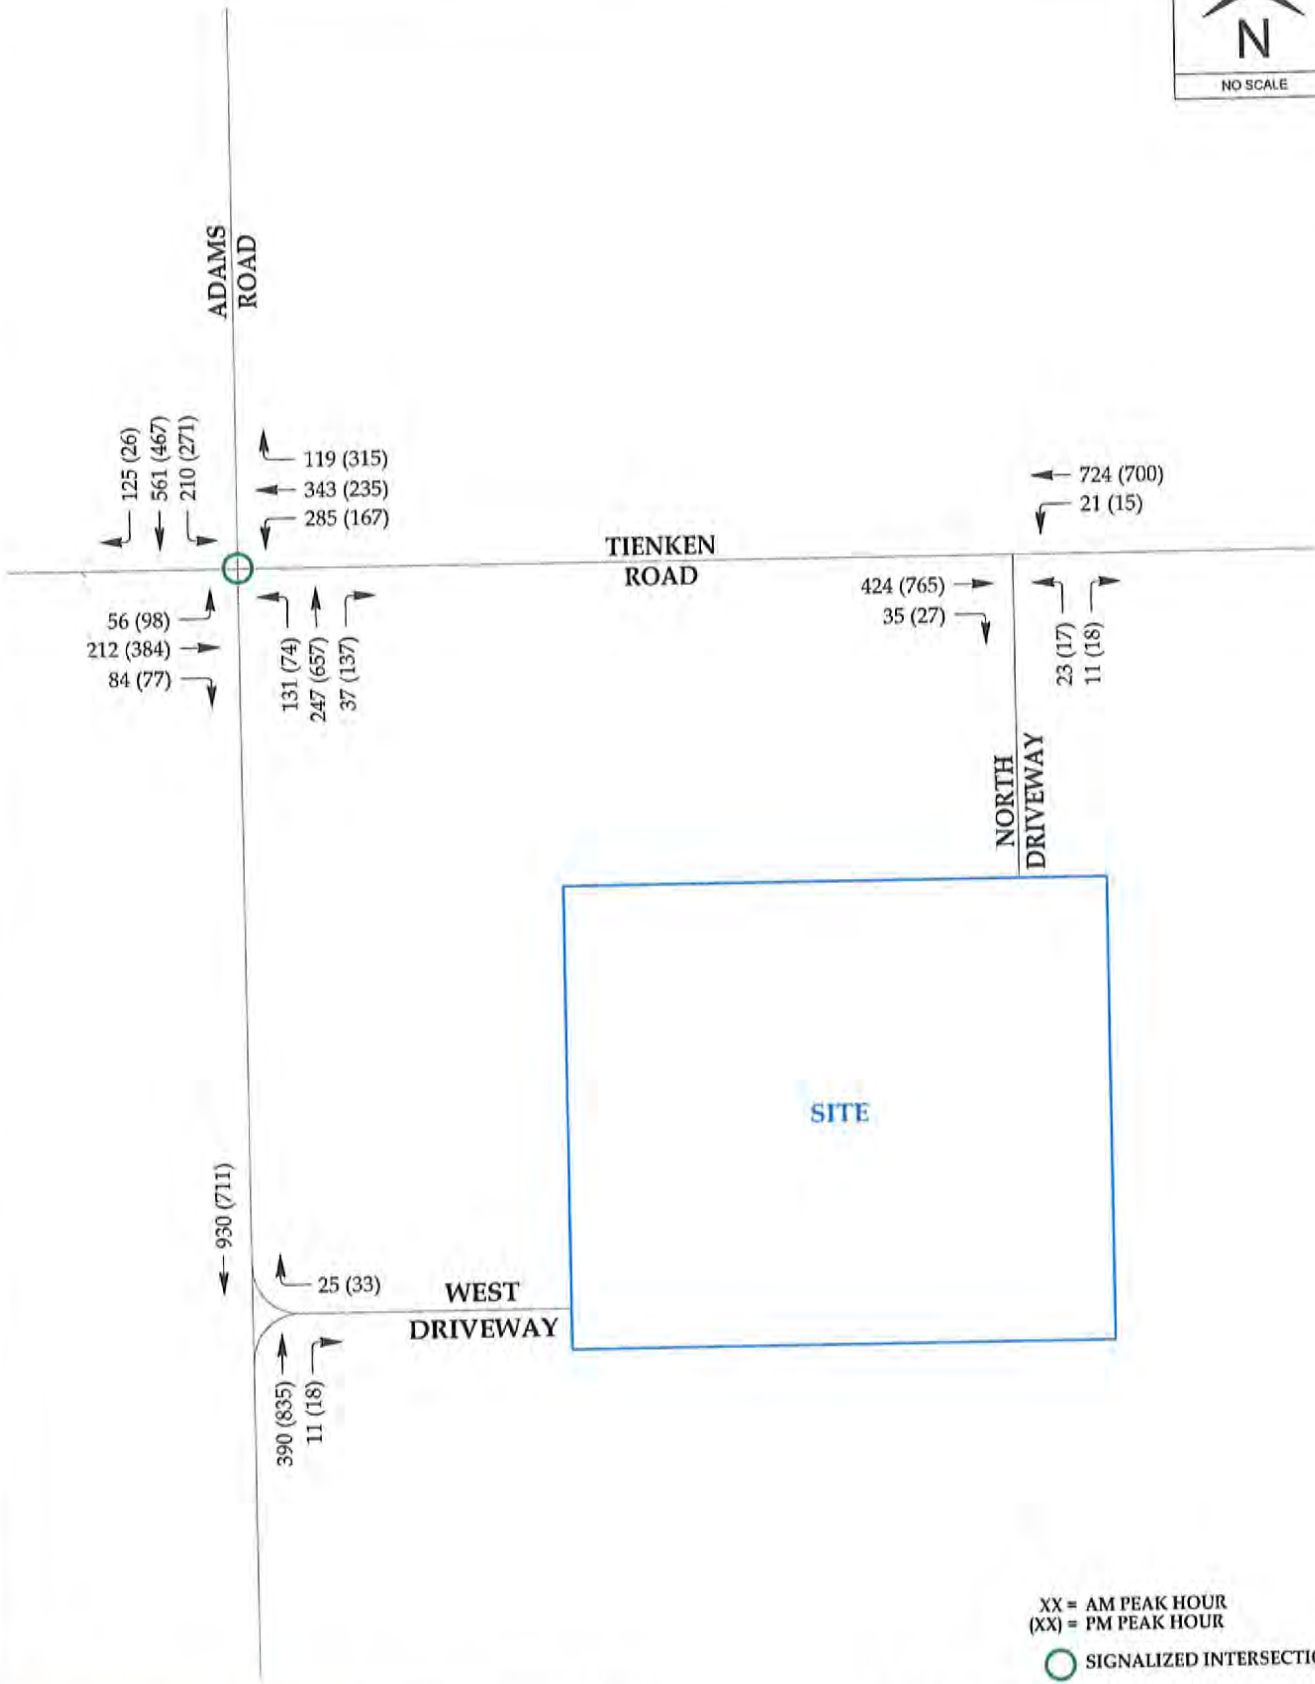 N
NO SCALE
ADAMS
ROAD
125 (26)
561 (467)
210 (271)
119 (315)
343 (235)
285 (167)
724 (700)
21 (15)
TIENKEN
ROAD
424 (765)
35 (27)
56 (98)
212 (384)
84 (77)
131 (74)
247 (657)
37 (137)
23 (17)
11 (18)
NORTH
DRIVEWAY
SITE
930 (711)
25 (33)
WEST
DRIVEWAY
390 (835)
11 (18)
XX = AM PEAK HOUR
(XX) = PM PEAK HOUR
SIGNALIZED INTERSECTIO